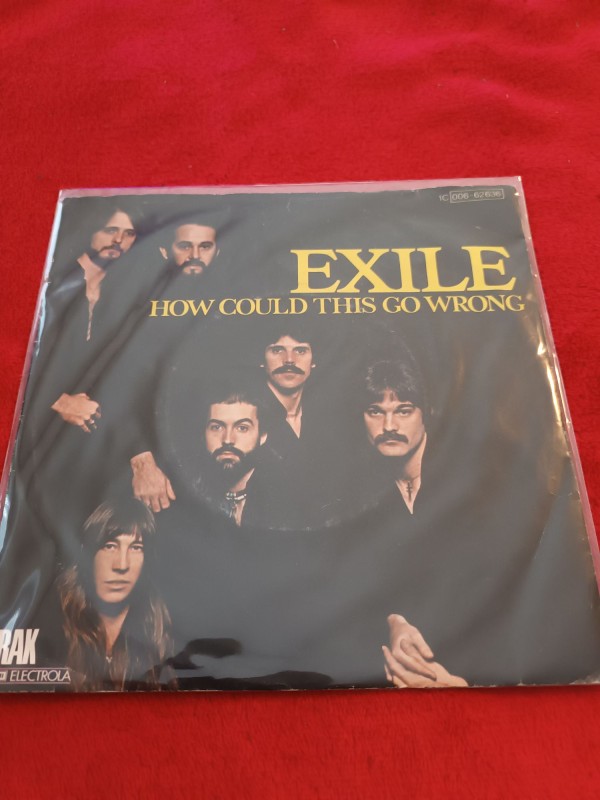 1C 006-62636
EXILE
HOW COULD THIS GO WRONG
RAK
ELECTROLA